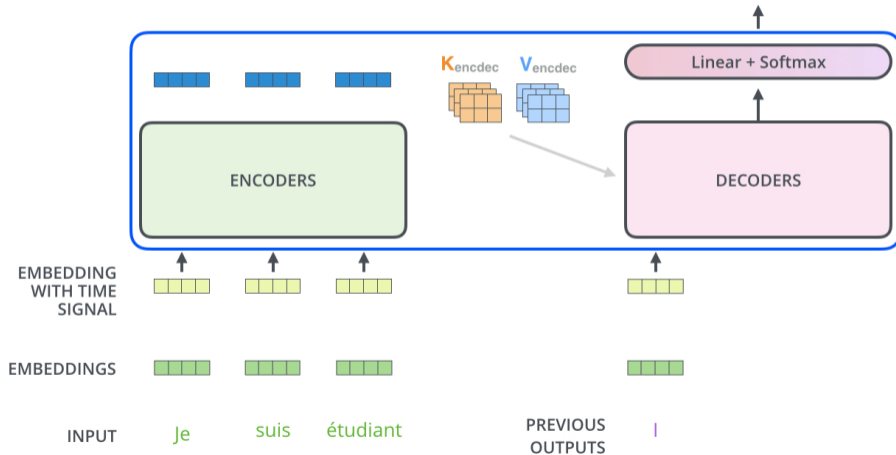 Kencdec Vencdec
Linear + Softmax
ENCODERS
DECODERS
EMBEDDING
WITH TIME
SIGNAL
EMBEDDINGS
INPUT Je suis étudiant
PREVIOUS
OUTPUTS I